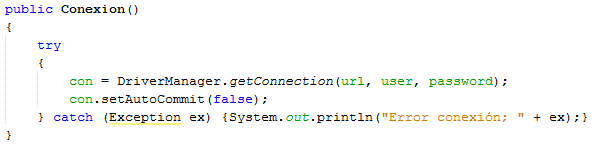 public Conexion()
{
try
{
con = DriverManager.getConnection(url, user, password);
con.setAutoCommit(false);
} catch (Exception ex) {System.out.println("Error conexión; " + ex);}
}